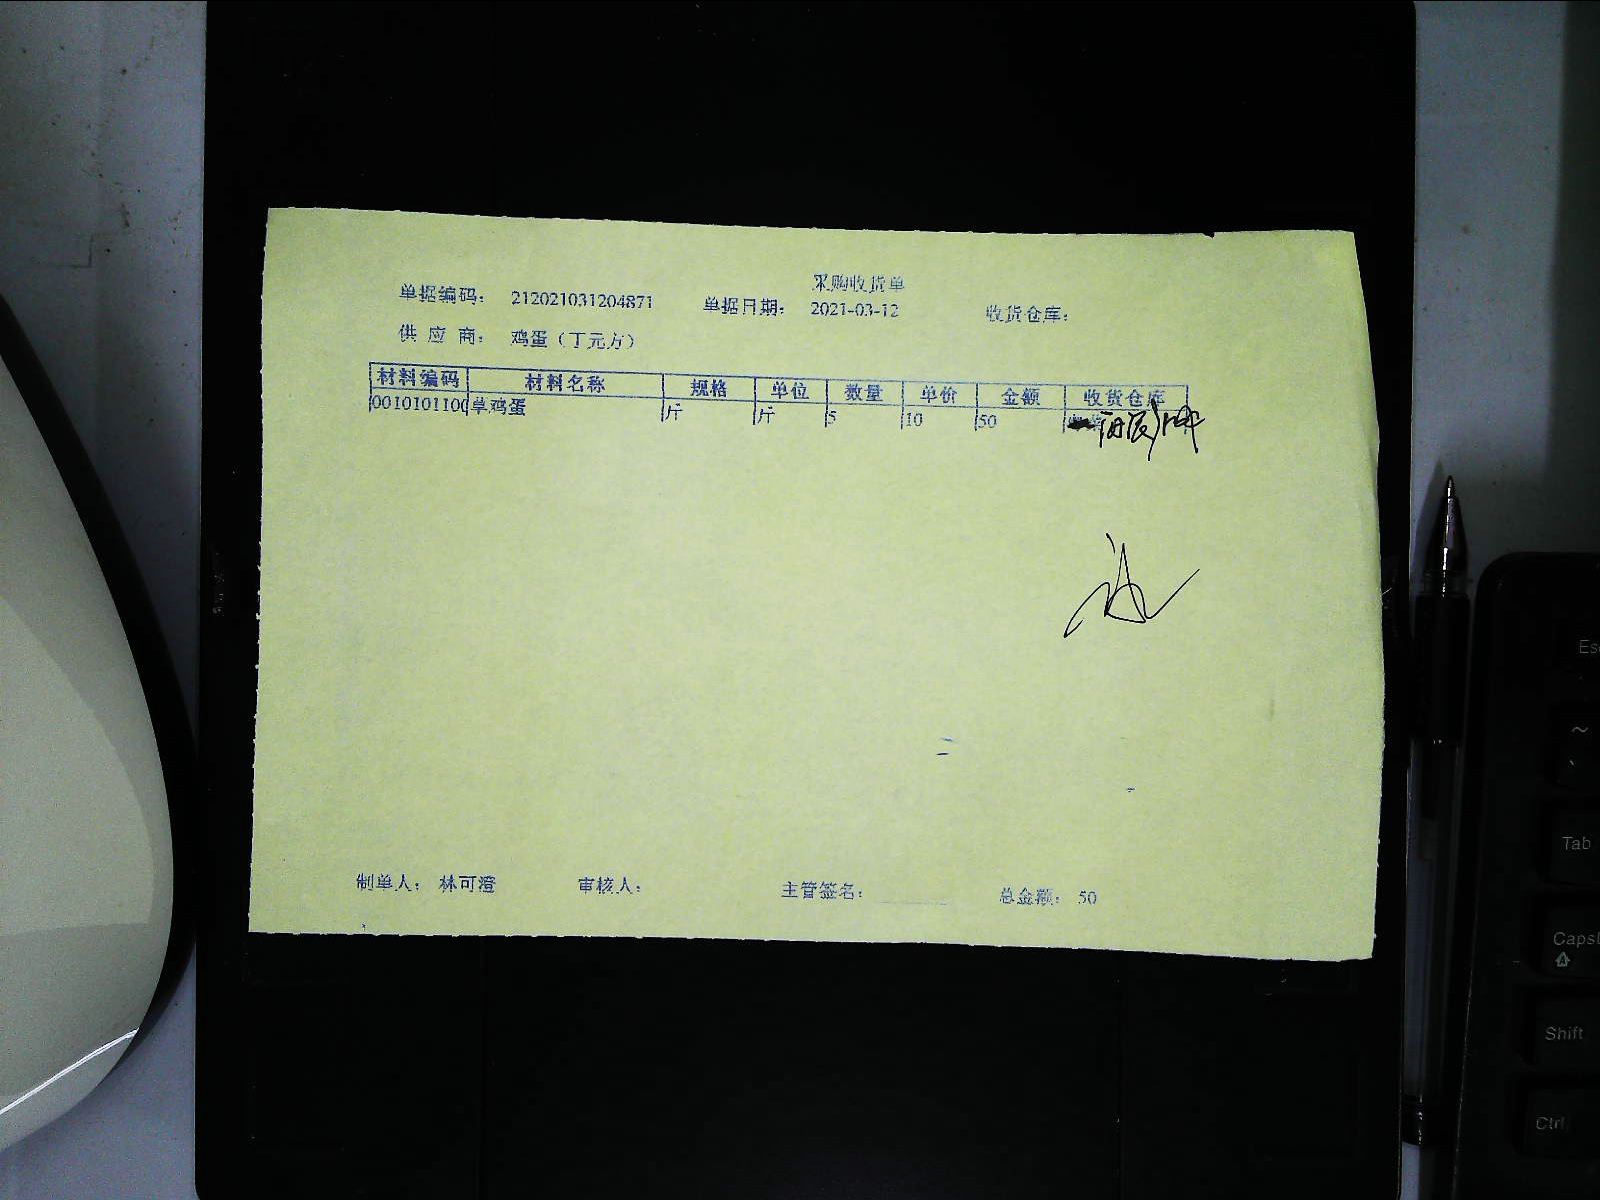 采购收货单
单据编码： 212021031204871 单据日期： 2021-03-12 收货仓库：
供 应 商： 鸡蛋（丁元方）
材料编码 材料名称 规格 单位 数量 单价 金额 收货仓库
0010101100 草鸡蛋 斤 斤 5 10 50
制单人： 林可澄 审核人： 主管签名： 总金额： 50
Esc
~
`
Tab
Caps
Shift
Ctrl